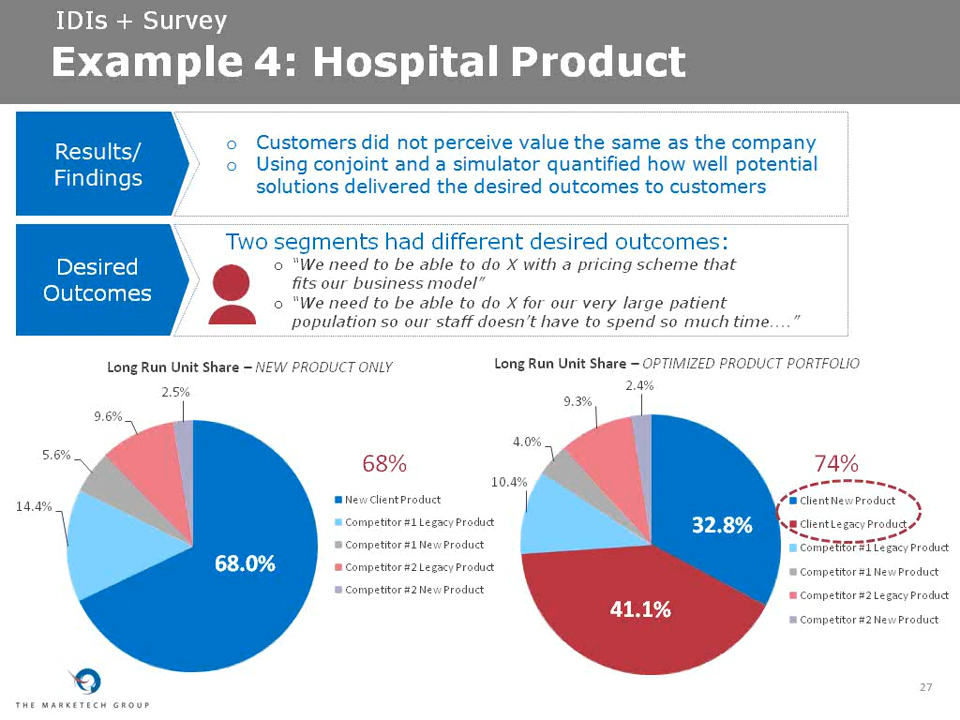 IDIs + Survey
Example 4: Hospital Product
Results/
Findings
o Customers did not perceive value the same as the company
o Using conjoint and a simulator quantified how well potential
solutions delivered the desired outcomes to customers
Desired
Outcomes
Two segments had different desired outcomes:
o “We need to be able to do X with a pricing scheme that
fits our business model”
o “We need to be able to do X for our very large patient
population so our staff doesn’t have to spend so much time....”
Long Run Unit Share – NEW PRODUCT ONLY
2.5%
9.6%
5.6%
14.4%
68.0%
68%
New Client Product
Competitor #1 Legacy Product
Competitor #1 New Product
Competitor #2 Legacy Product
Competitor #2 New Product
Long Run Unit Share – OPTIMIZED PRODUCT PORTFOLIO
2.4%
9.3%
4.0%
10.4%
32.8%
41.1%
74%
Client New Product
Client Legacy Product
Competitor #1 Legacy Product
Competitor #1 New Product
Competitor #2 Legacy Product
Competitor #2 New Product
THE MARKETECH GROUP
27